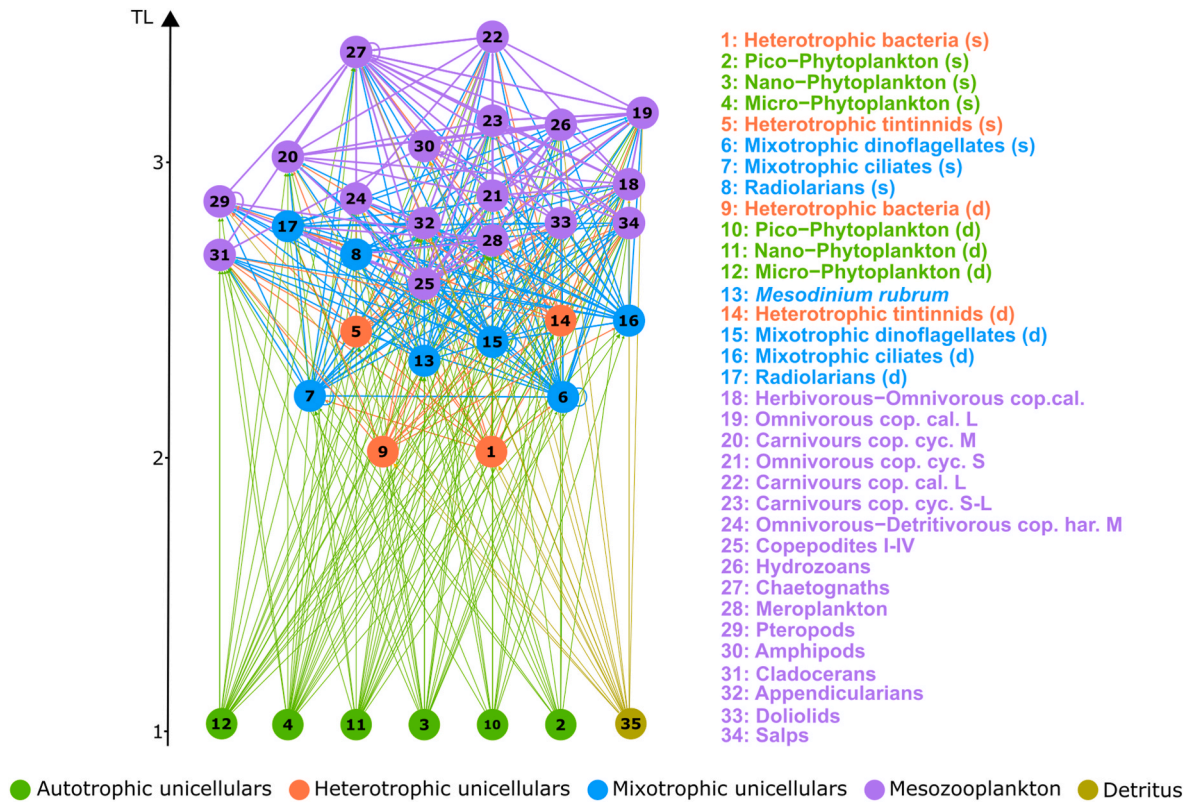 TL
22
27
19
23
26
30
20
3
18
24
21
29
32
33
34
17
28
31
8
25
14
16
5
15
13
7
6
9
1
2
12
4
11
3
10
2
35
1
1: Heterotrophic bacteria (s)
2: Pico−Phytoplankton (s)
3: Nano−Phytoplankton (s)
4: Micro−Phytoplankton (s)
5: Heterotrophic tintinnids (s)
6: Mixotrophic dinoflagellates (s)
7: Mixotrophic ciliates (s)
8: Radiolarians (s)
9: Heterotrophic bacteria (d)
10: Pico−Phytoplankton (d)
11: Nano−Phytoplankton (d)
12: Micro−Phytoplankton (d)
13: Mesodinium rubrum
14: Heterotrophic tintinnids (d)
15: Mixotrophic dinoflagellates (d)
16: Mixotrophic ciliates (d)
17: Radiolarians (d)
18: Herbivorous−Omnivorous cop.cal.
19: Omnivorous cop. cal. L
20: Carnivours cop. cyc. M
21: Omnivorous cop. cyc. S
22: Carnivours cop. cal. L
23: Carnivours cop. cyc. S-L
24: Omnivorous−Detritivorous cop. har. M
25: Copepodites I-IV
26: Hydrozoans
27: Chaetognaths
28: Meroplankton
29: Pteropods
30: Amphipods
31: Cladocerans
32: Appendicularians
33: Doliolids
34: Salps
Autotrophic unicellulars
Heterotrophic unicellulars
Mixotrophic unicellulars
Mesozooplankton
Detritus